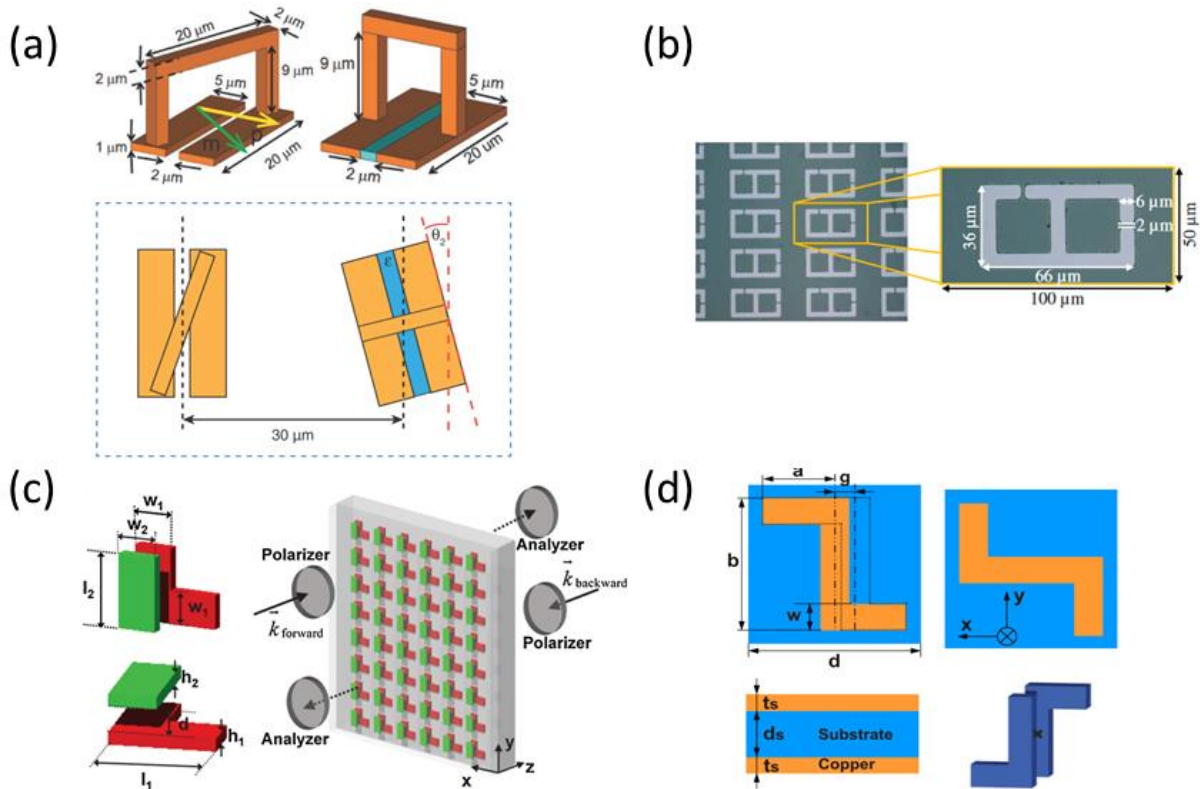 (a)
20 μm
2 μm
2 μm
9 μm
5 μm
m
ρ
1 μm
2 μm
20 μm
9 μm
5 μm
2 μm
20 um
θ2
ε
30 μm
(b)
36 μm
6 μm
2 μm
66 μm
50 μm
100 μm
(c)
w1
w2
l2
w1
h2
d
h1
l1
Polarizer
k forward
Analyzer
Analyzer
k backward
Polarizer
y
x
z
(d)
a
g
b
w
d
y
x
ts
ds
Substrate
ts
Copper